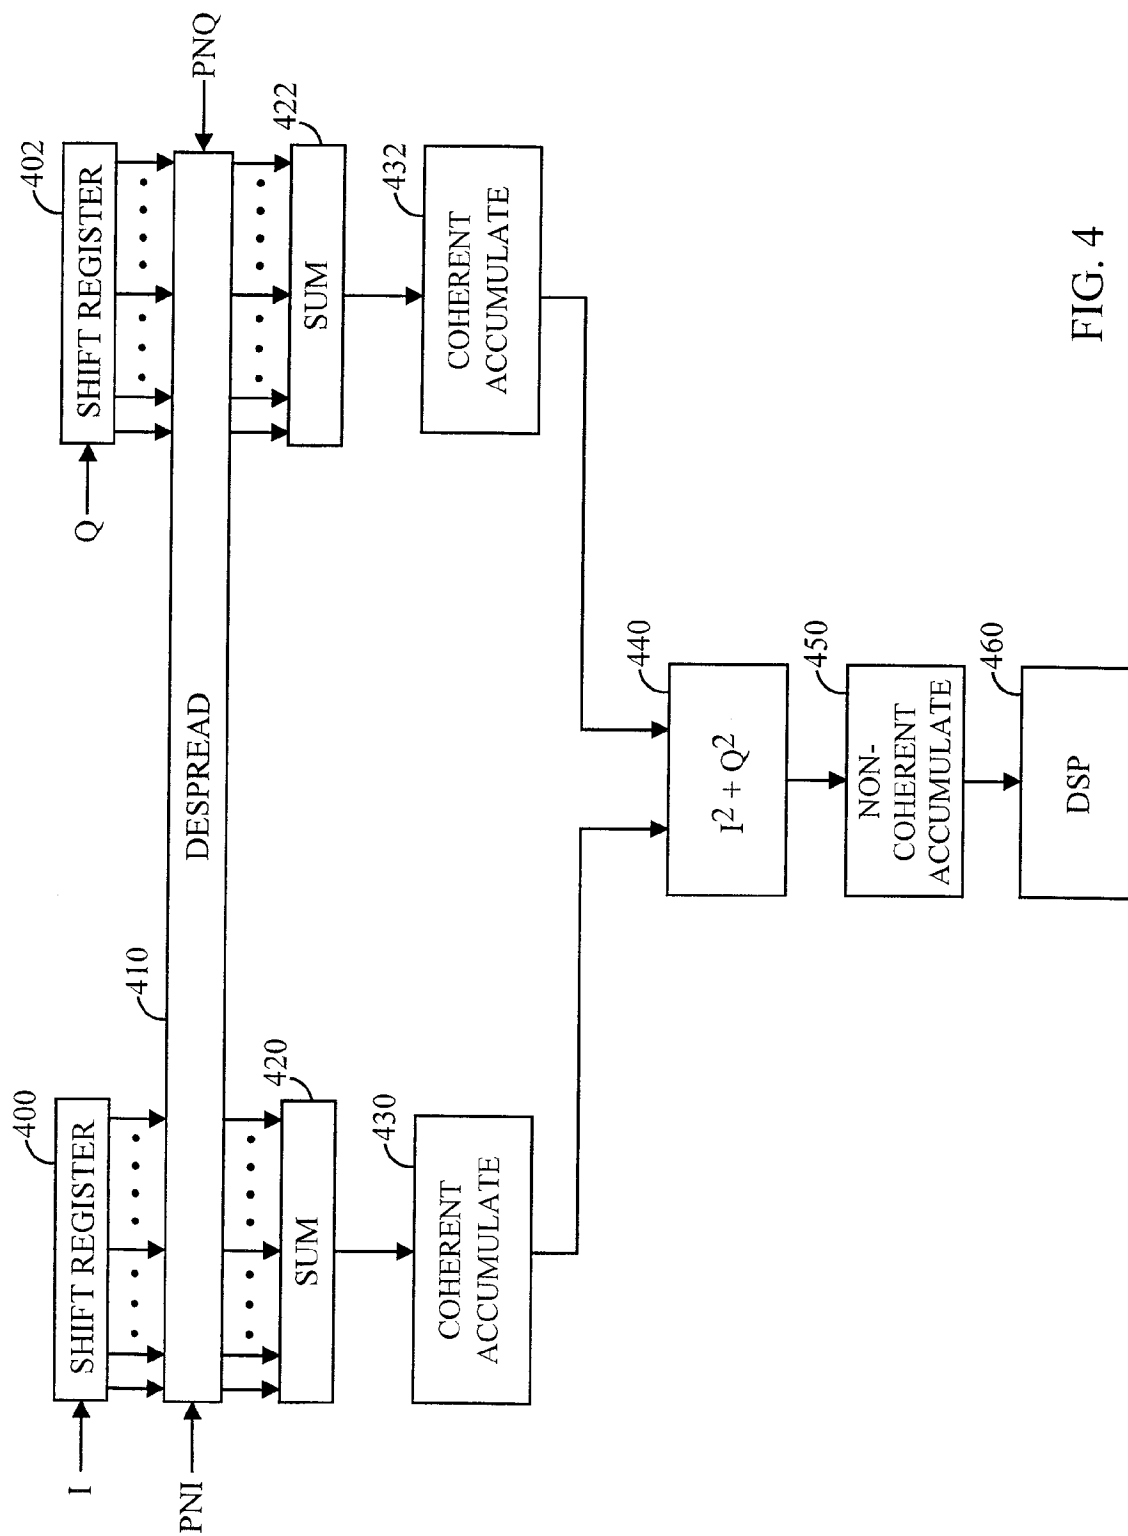 I
SHIFT REGISTER
400
Q
SHIFT REGISTER
402
PNI
410
DESPREAD
PNQ
SUM
420
SUM
422
COHERENT
ACCUMULATE
430
COHERENT
ACCUMULATE
432
I² + Q²
440
NON-
COHERENT
ACCUMULATE
450
DSP
460
FIG. 4